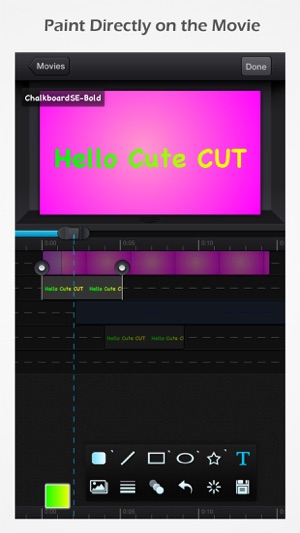 Paint Directly on the Movie
Movies
Done
ChalkboardSE-Bold
Hello Cute CUT
0:00
0:05
0:10
Hello Cute CUT Hello Cute C
Hello Cute CUT Hello Cute CUT
T
0:00
0:05
0:10